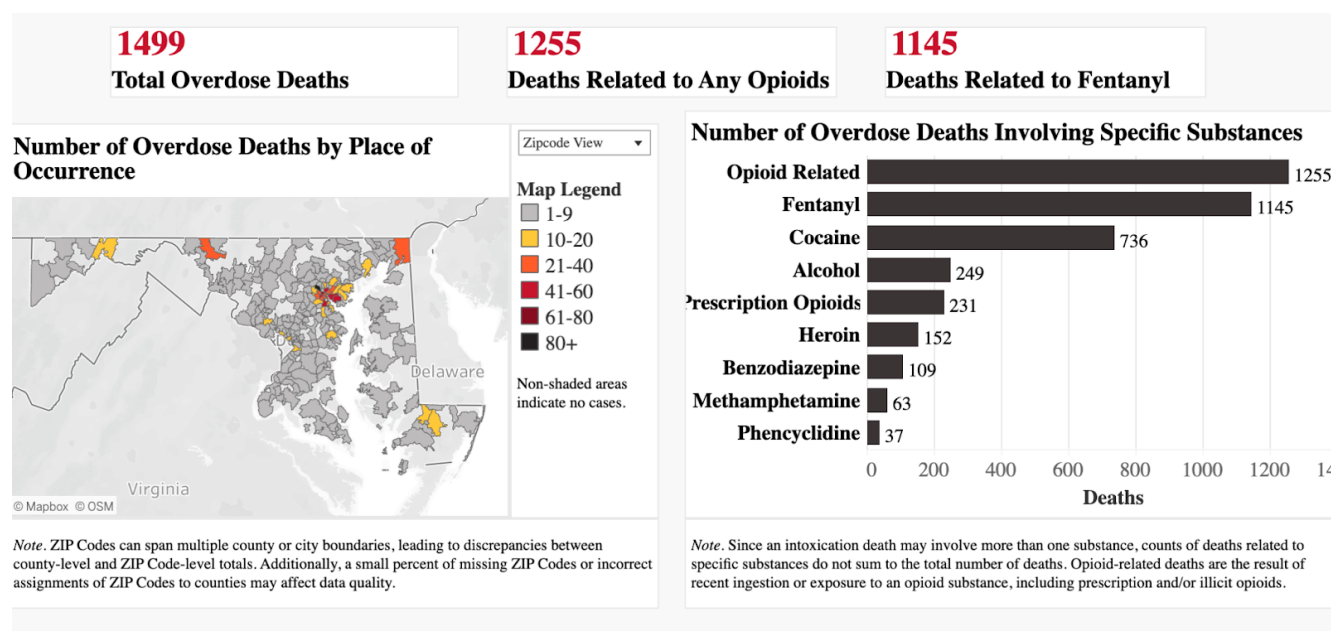 1499
Total Overdose Deaths
1255
Deaths Related to Any Opioids
1145
Deaths Related to Fentanyl
Number of Overdose Deaths by Place of
Occurrence
Zipcode View
Map Legend
1-9
10-20
21-40
41-60
61-80
80+
Non-shaded areas
indicate no cases.
Delaware
D
Virginia
© Mapbox © OSM
Note. ZIP Codes can span multiple county or city boundaries, leading to discrepancies between
county-level and ZIP Code-level totals. Additionally, a small percent of missing ZIP Codes or incorrect
assignments of ZIP Codes to counties may affect data quality.
Number of Overdose Deaths Involving Specific Substances
Opioid Related 1255
Fentanyl 1145
Cocaine 736
Alcohol 249
Prescription Opioids 231
Heroin 152
Benzodiazepine 109
Methamphetamine 63
Phencyclidine 37
0 200 400 600 800 1000 1200 14
Deaths
Note. Since an intoxication death may involve more than one substance, counts of deaths related to
specific substances do not sum to the total number of deaths. Opioid-related deaths are the result of
recent ingestion or exposure to an opioid substance, including prescription and/or illicit opioids.